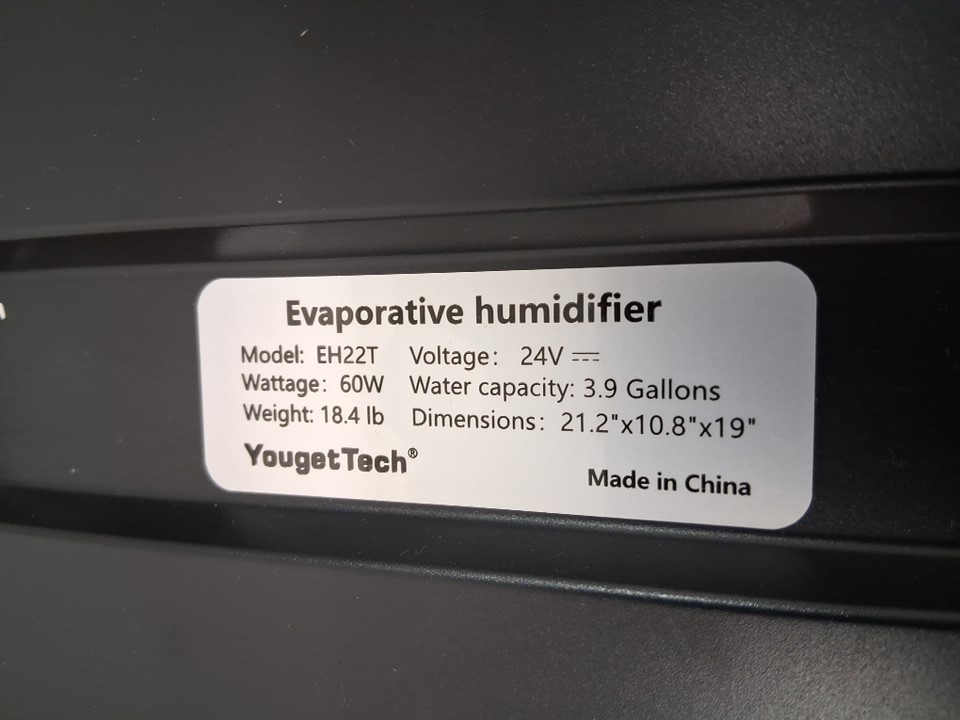 Evaporative humidifier
Model: EH22T Voltage: 24V ⎓
Wattage: 60W Water capacity: 3.9 Gallons
Weight: 18.4 lb Dimensions: 21.2"x10.8"x19"
YougetTech®
Made in China